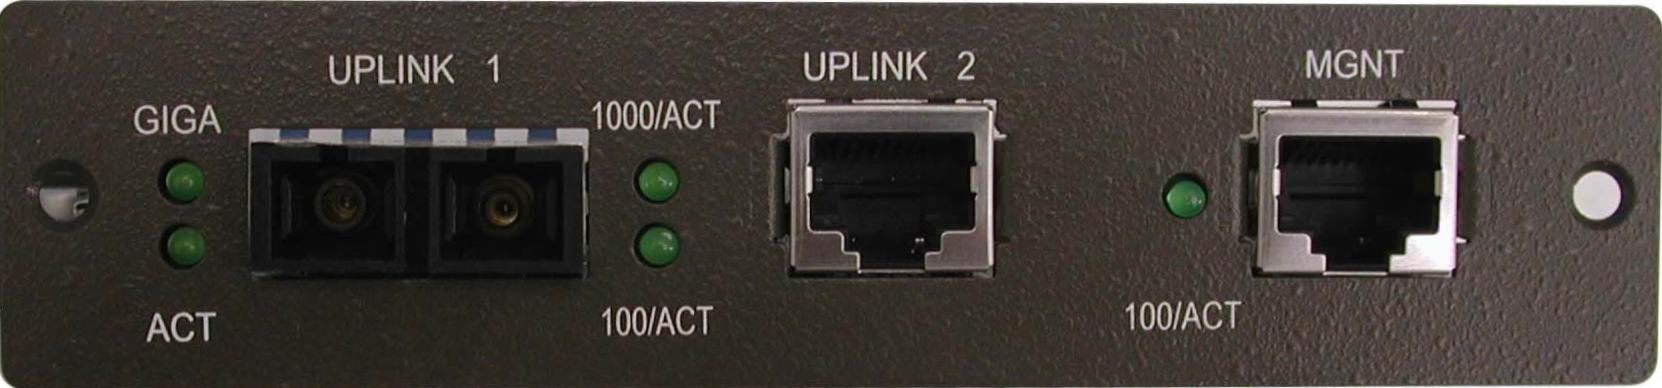 UPLINK 1
UPLINK 2
MGNT
GIGA
1000/ACT
ACT
100/ACT
100/ACT